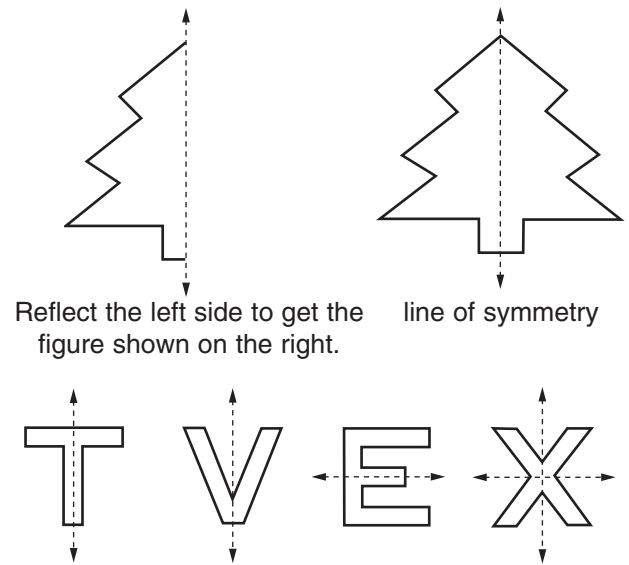 Reflect the left side to get the
figure shown on the right.
line of symmetry
T V E X